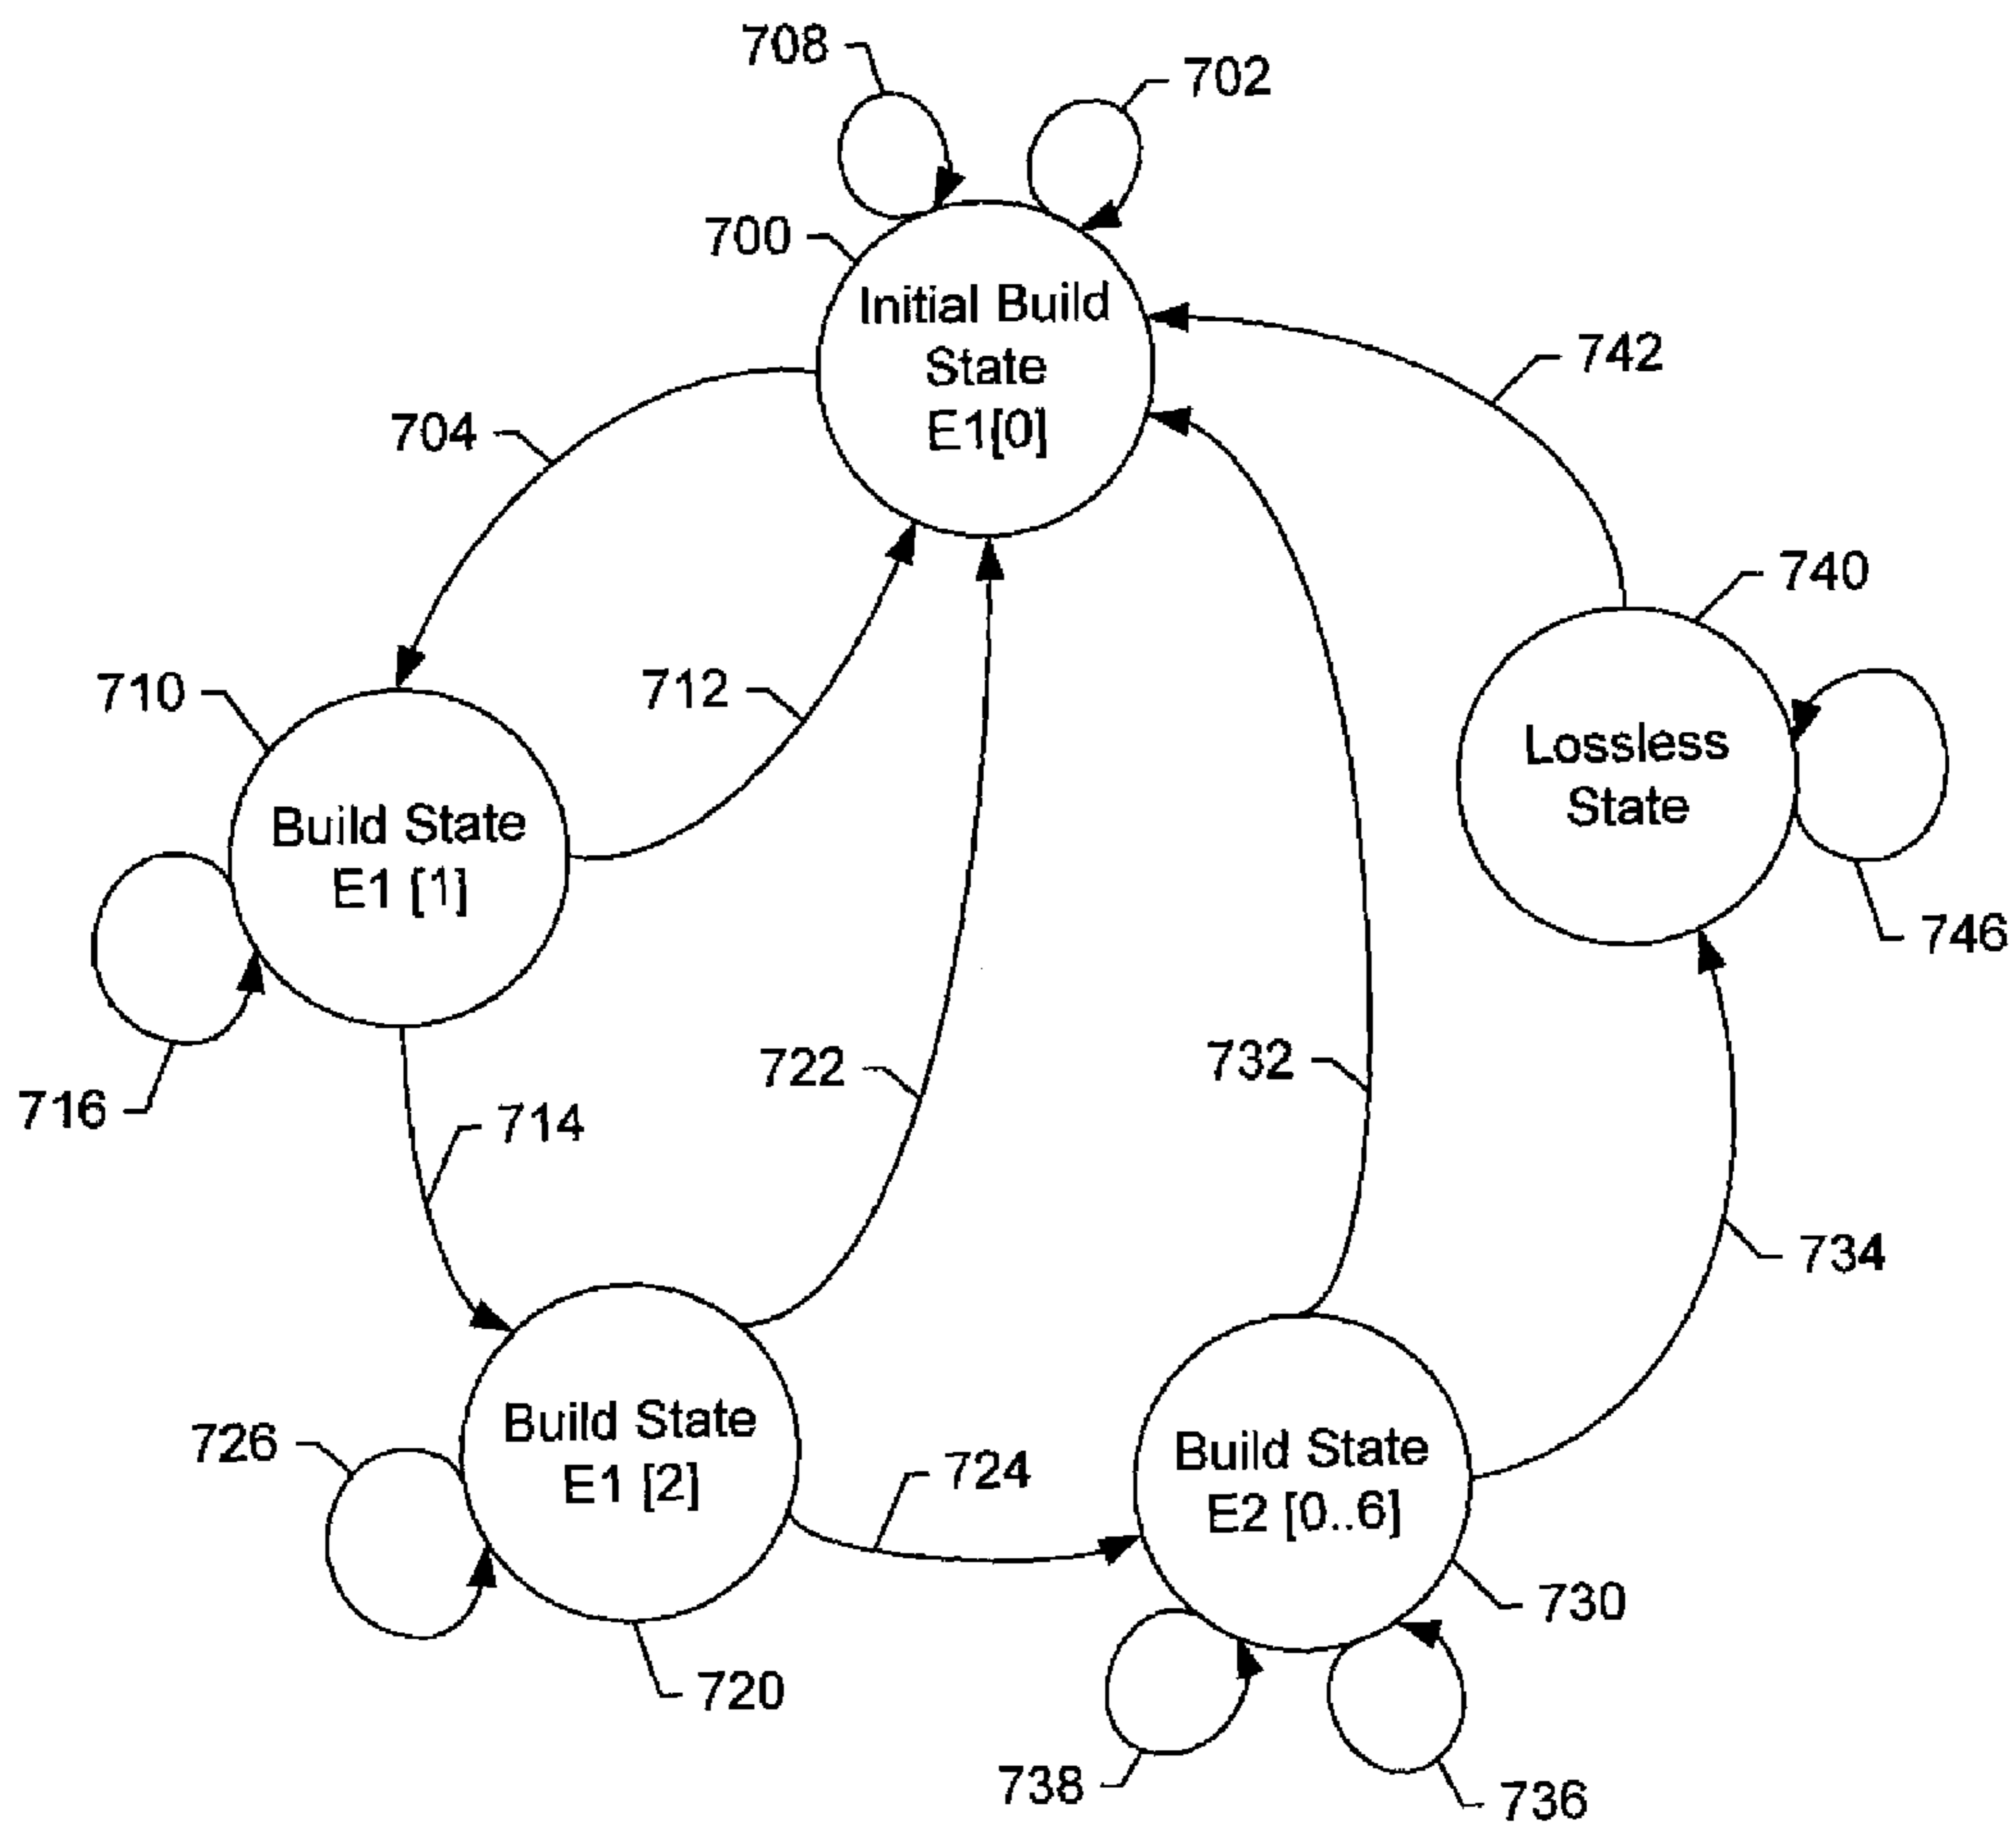 708
702
700
Initial Build
State
E1[0]
742
704
740
710
712
Lossless
State
Build State
E1 [1]
746
716
722
732
714
734
726
Build State
E1 [2]
724
Build State
E2 [0..6]
730
720
738
736